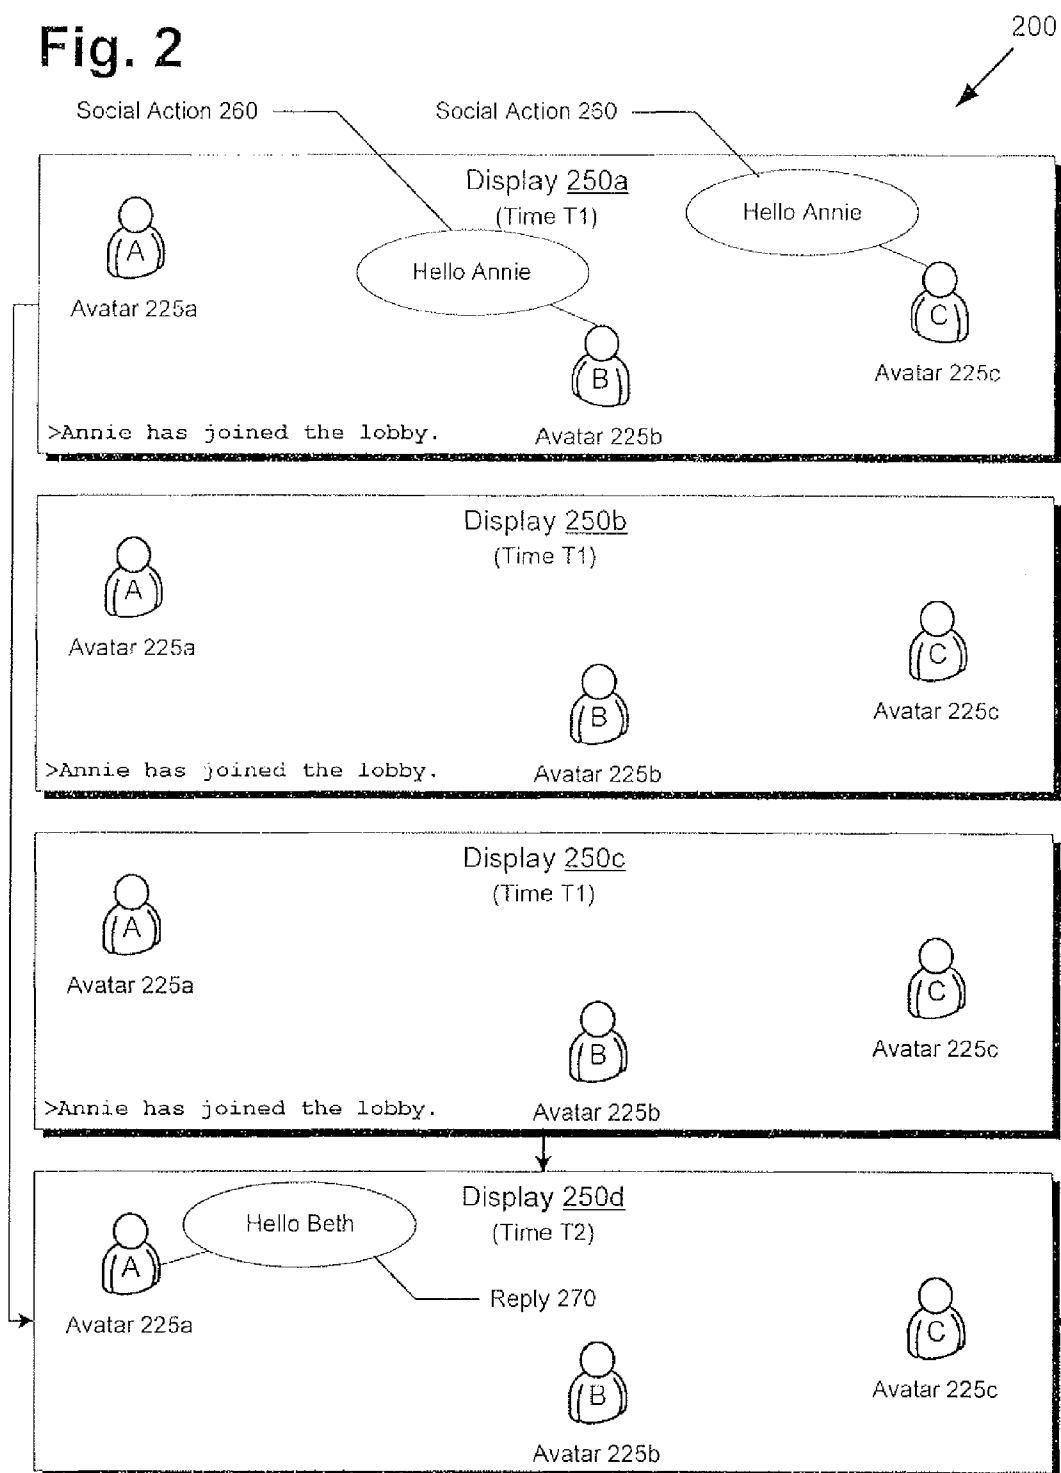 Fig. 2
200
Social Action 260
Social Action 260
Display 250a
(Time T1)
Hello Annie
Hello Annie
A
B
C
Avatar 225a
Avatar 225c
>Annie has joined the lobby.
Avatar 225b
Display 250b
(Time T1)
A
Avatar 225a
C
B
Avatar 225c
>Annie has joined the lobby.
Avatar 225b
Display 250c
(Time T1)
A
Avatar 225a
C
B
Avatar 225c
>Annie has joined the lobby.
Avatar 225b
Display 250d
(Time T2)
Hello Beth
A
Reply 270
Avatar 225a
C
B
Avatar 225c
Avatar 225b